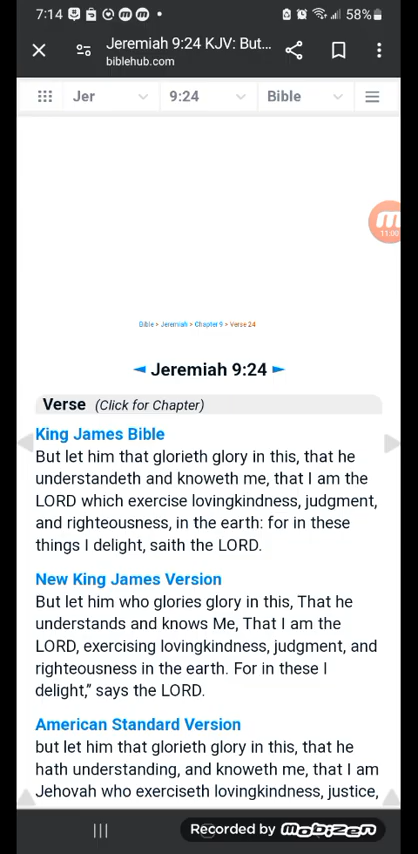 7:14
58%
Jeremiah 9:24 KJV: But...
biblehub.com
Jer
9:24
Bible
11:00
Bible > Jeremiah > Chapter 9 > Verse 24
◄ Jeremiah 9:24 ►
Verse (Click for Chapter)
King James Bible
But let him that glorieth glory in this, that he
understandeth and knoweth me, that I am the
LORD which exercise lovingkindness, judgment,
and righteousness, in the earth: for in these
things I delight, saith the LORD.
New King James Version
But let him who glories glory in this, That he
understands and knows Me, That I am the
LORD, exercising lovingkindness, judgment, and
righteousness in the earth. For in these I
delight,” says the LORD.
American Standard Version
but let him that glorieth glory in this, that he
hath understanding, and knoweth me, that I am
Jehovah who exerciseth lovingkindness, justice,
Recorded by mobizen